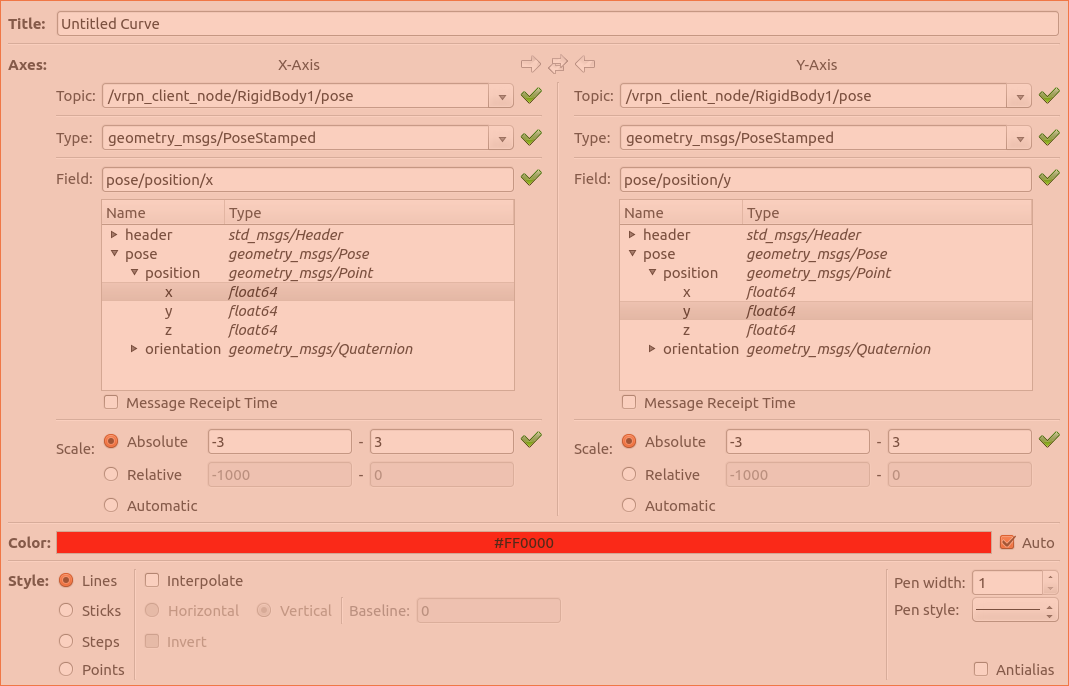 Title: Untitled Curve
Axes: X-Axis Y-Axis
Topic: /vrpn_client_node/RigidBody1/pose Topic: /vrpn_client_node/RigidBody1/pose
Type: geometry_msgs/PoseStamped Type: geometry_msgs/PoseStamped
Field: pose/position/x Field: pose/position/y
Name Type Name Type
header std_msgs/Header header std_msgs/Header
pose geometry_msgs/Pose pose geometry_msgs/Pose
position geometry_msgs/Point position geometry_msgs/Point
x float64 x float64
y float64 y float64
z float64 z float64
orientation geometry_msgs/Quaternion orientation geometry_msgs/Quaternion
Message Receipt Time Message Receipt Time
Scale: Absolute -3 - 3 Scale: Absolute -3 - 3
Relative -1000 - 0 Relative -1000 - 0
Automatic Automatic
Color: #FF0000 Auto
Style: Lines Interpolate Pen width: 1
Sticks Horizontal Vertical Baseline: 0 Pen style:
Steps Invert
Points Antialias